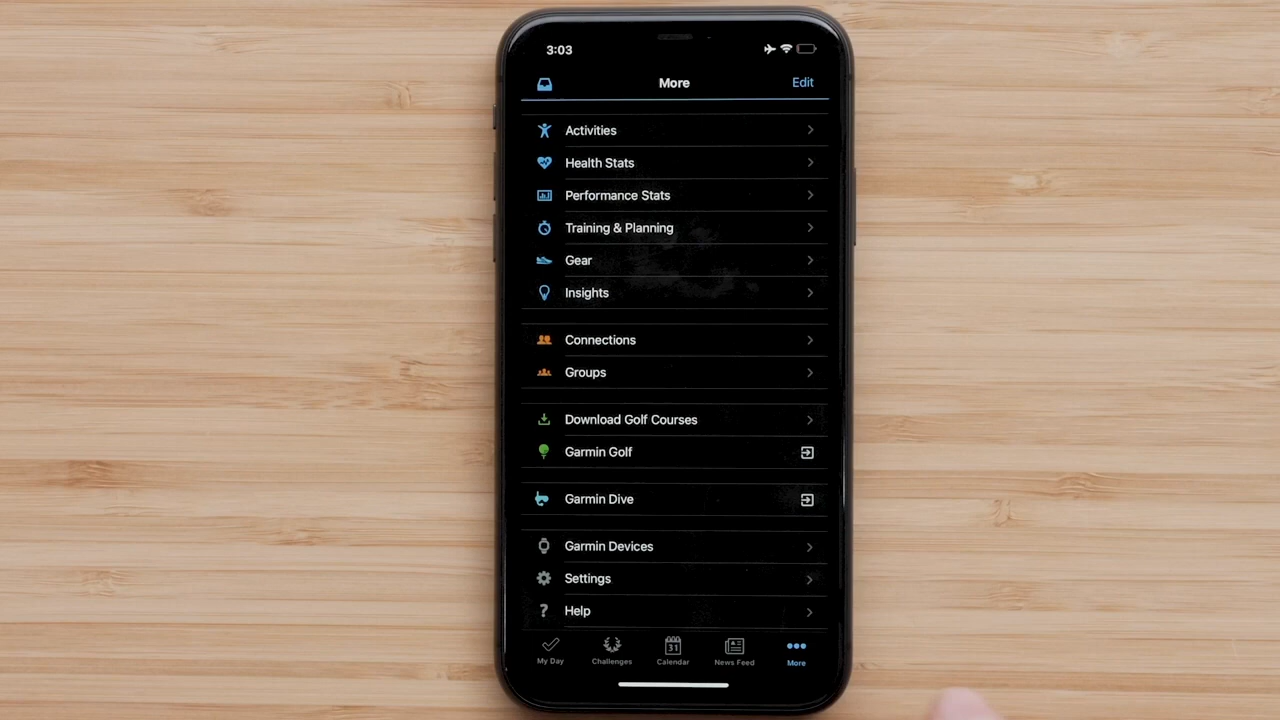 3:03
More
Edit
Activities
Health Stats
Performance Stats
Training & Planning
Gear
Insights
Connections
Groups
Download Golf Courses
Garmin Golf
Garmin Dive
Garmin Devices
Settings
? Help
31
My Day Challenges Calendar News Feed More